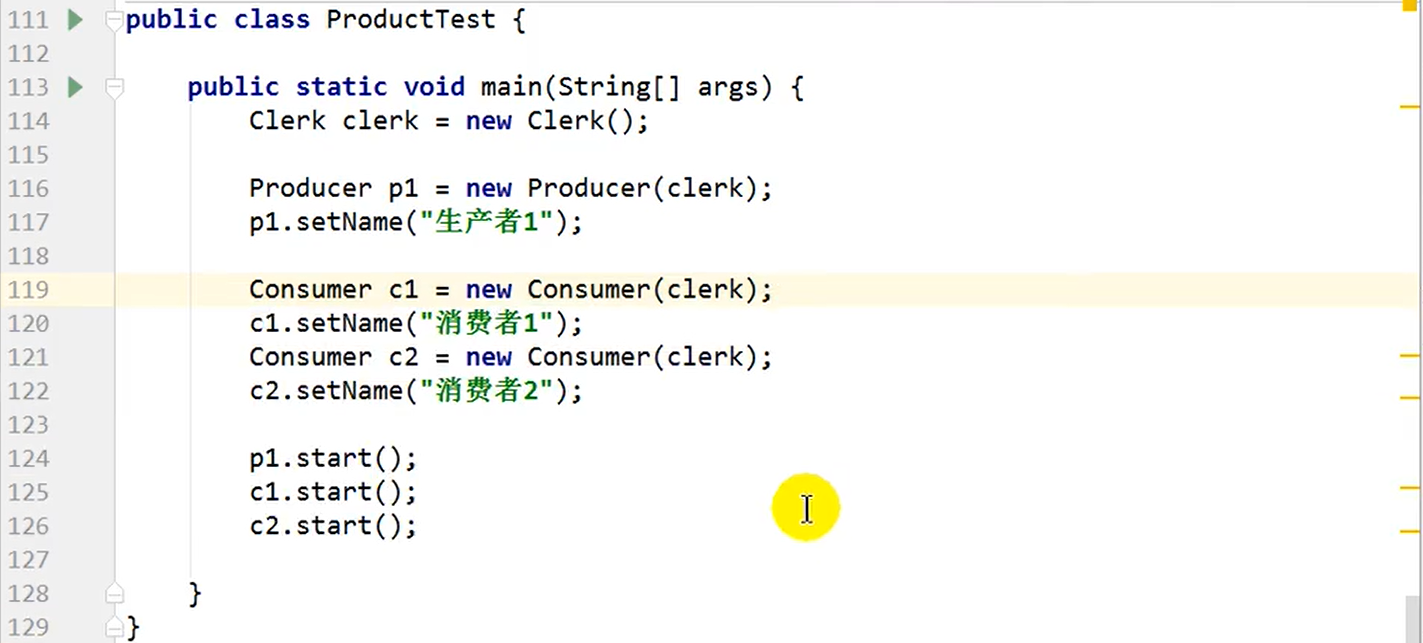 111 public class ProductTest {
112
113     public static void main(String[] args) {
114         Clerk clerk = new Clerk();
115
116         Producer p1 = new Producer(clerk);
117         p1.setName("生产者1");
118
119         Consumer c1 = new Consumer(clerk);
120         c1.setName("消费者1");
121         Consumer c2 = new Consumer(clerk);
122         c2.setName("消费者2");
123
124         p1.start();
125         c1.start();
126         c2.start();
127
128     }
129 }